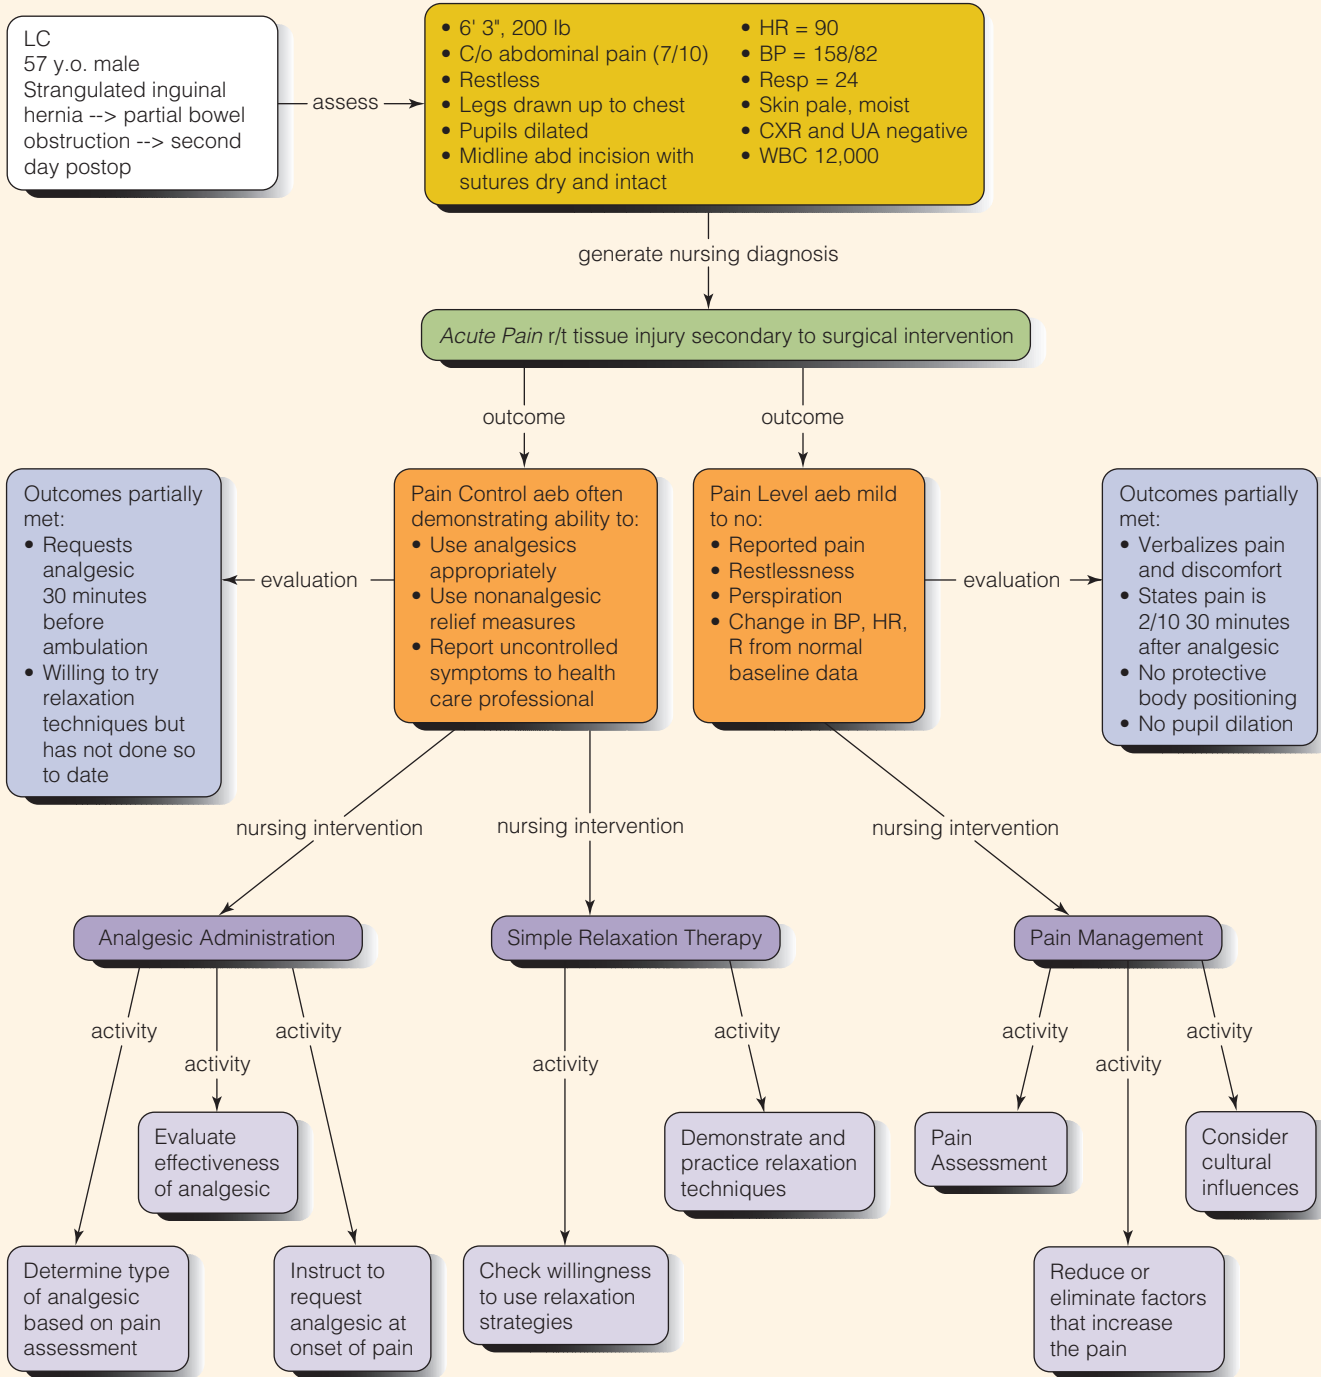 LC
57 y.o. male
Strangulated inguinal
hernia --> partial bowel
obstruction --> second
day postop
assess
• 6' 3", 200 lb
• C/o abdominal pain (7/10)
• Restless
• Legs drawn up to chest
• Pupils dilated
• Midline abd incision with
sutures dry and intact
• HR = 90
• BP = 158/82
• Resp = 24
• Skin pale, moist
• CXR and UA negative
• WBC 12,000
generate nursing diagnosis
Acute Pain r/t tissue injury secondary to surgical intervention
outcome
outcome
Outcomes partially
met:
• Requests
analgesic
30 minutes
before
ambulation
• Willing to try
relaxation
techniques but
has not done so
to date
evaluation
Pain Control aeb often
demonstrating ability to:
• Use analgesics
appropriately
• Use nonanalgesic
relief measures
• Report uncontrolled
symptoms to health
care professional
Pain Level aeb mild
to no:
• Reported pain
• Restlessness
• Perspiration
• Change in BP, HR,
R from normal
baseline data
evaluation
Outcomes partially
met:
• Verbalizes pain
and discomfort
• States pain is
2/10 30 minutes
after analgesic
• No protective
body positioning
• No pupil dilation
nursing intervention
nursing intervention
nursing intervention
Analgesic Administration
Simple Relaxation Therapy
Pain Management
activity
activity
activity
activity
activity
activity
activity
activity
Evaluate
effectiveness
of analgesic
Demonstrate and
practice relaxation
techniques
Pain
Assessment
Consider
cultural
influences
Determine type
of analgesic
based on pain
assessment
Instruct to
request
analgesic at
onset of pain
Check willingness
to use relaxation
strategies
Reduce or
eliminate factors
that increase
the pain